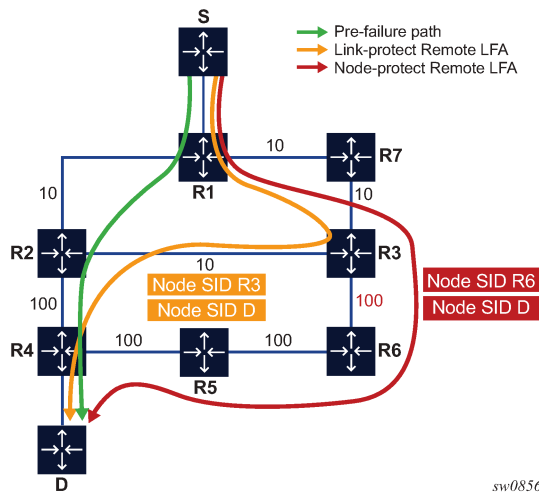 S
Pre-failure path
Link-protect Remote LFA
Node-protect Remote LFA
10
R7
R1
10
10
R2
R3
10
Node SID R3
Node SID R6
Node SID D
Node SID D
100
100
100
100
R4
R6
R5
D
sw0856